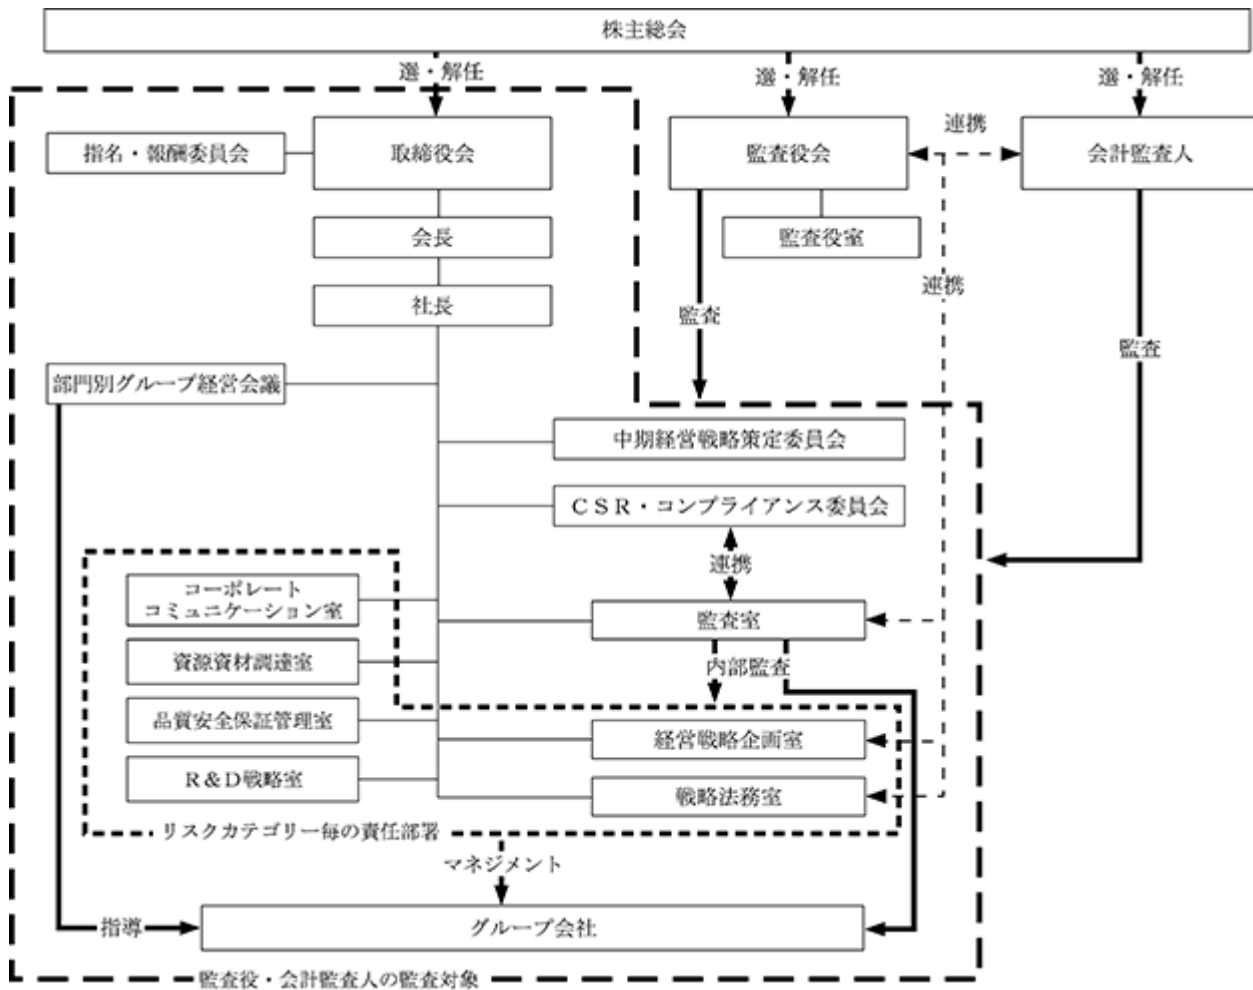 株主総会
選・解任
選・解任
選・解任
指名・報酬委員会
取締役会
監査役会
連携
会計監査人
会長
監査役室
連携
社長
監査
監査
部門別グループ経営会議
中期経営戦略策定委員会
CSR・コンプライアンス委員会
連携
コーポレート
コミュニケーション室
監査室
資源資材調達室
内部監査
品質安全保証管理室
経営戦略企画室
R&D戦略室
戦略法務室
リスクカテゴリー毎の責任部署
マネジメント
指導
グループ会社
監査役・会計監査人の監査対象